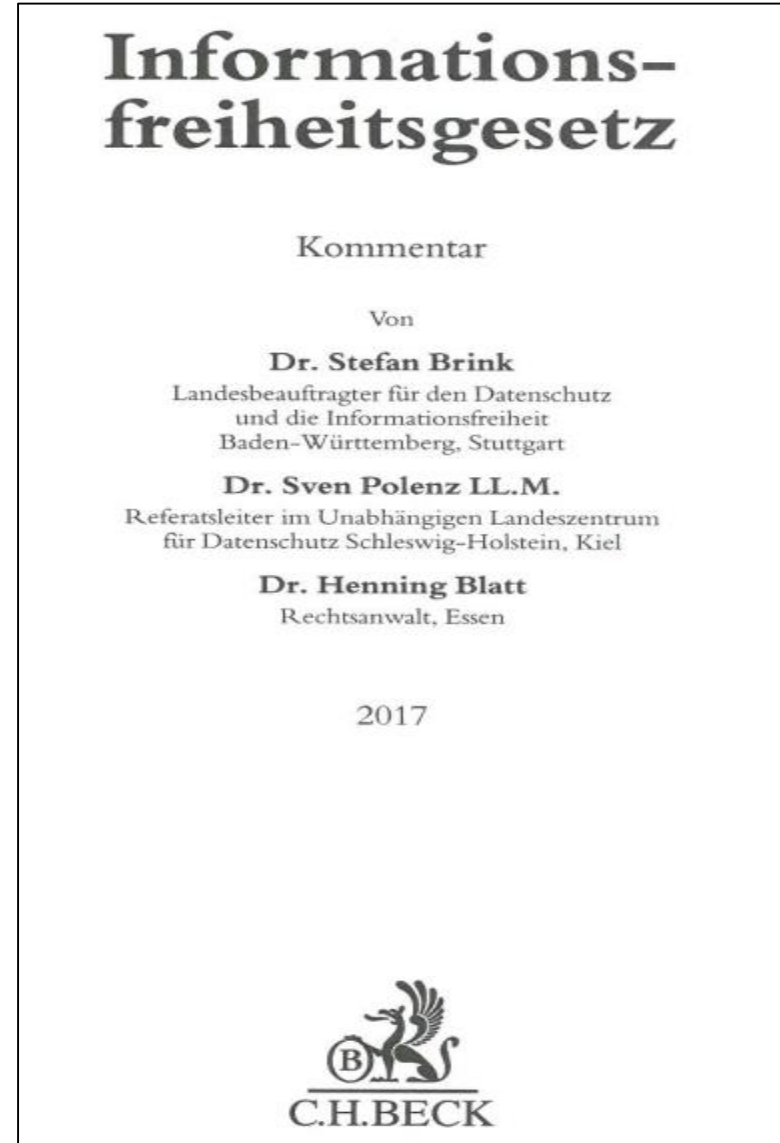 Informations-
freiheitsgesetz
Kommentar
Von
Dr. Stefan Brink
Landesbeauftragter für den Datenschutz
und die Informationsfreiheit
Baden-Württemberg, Stuttgart
Dr. Sven Polenz LL.M.
Referatsleiter im Unabhängigen Landeszentrum
für Datenschutz Schleswig-Holstein, Kiel
Dr. Henning Blatt
Rechtsanwalt, Essen
2017
B
C.H.BECK